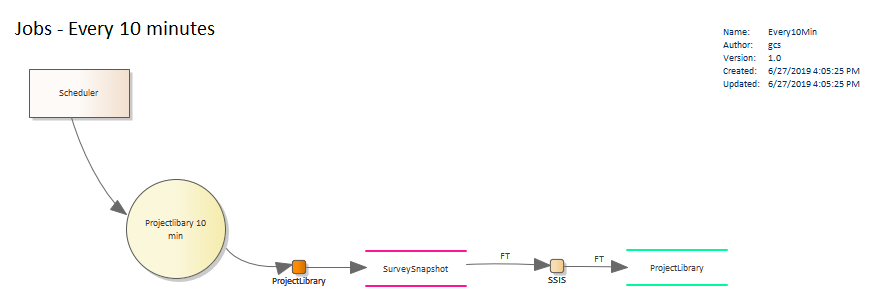 Jobs - Every 10 minutes
Name: Every10Min
Author: gcs
Version: 1.0
Created: 6/27/2019 4:05:25 PM
Updated: 6/27/2019 4:05:25 PM
Scheduler
Projectlibary 10
min
ProjectLibrary
SurveySnapshot
FT
SSIS
FT
ProjectLibrary